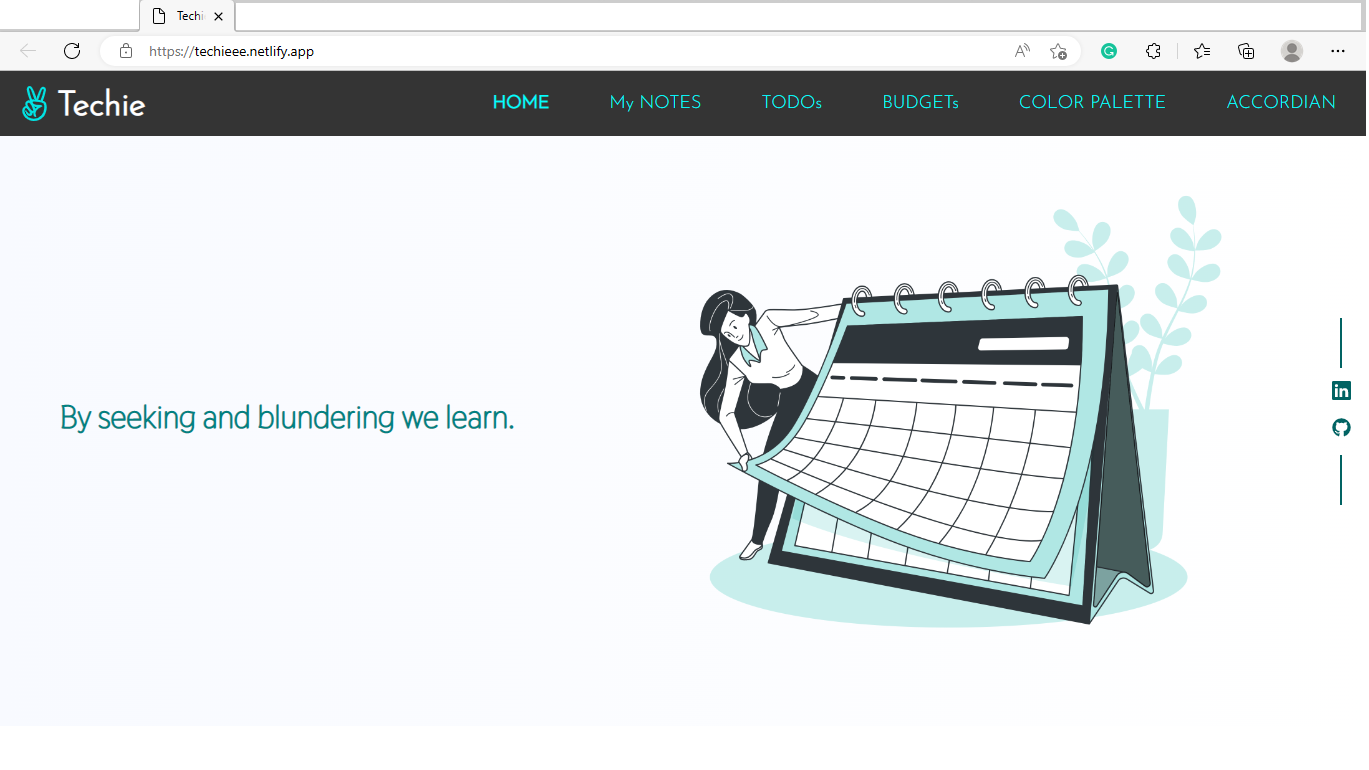 Techie
https://techieee.netlify.app
Techie
HOME My NOTES TODOs BUDGETs COLOR PALETTE ACCORDIAN
By seeking and blundering we learn.